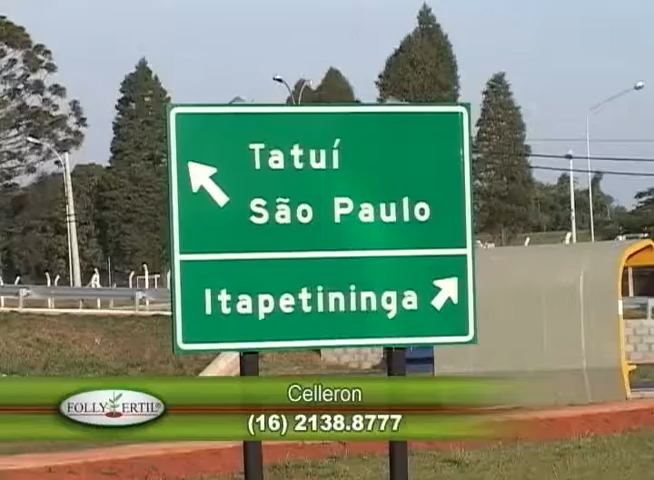 Tatuí
São Paulo
Itapetininga
FOLLY FERTIL®
Celleron
(16) 2138.8777